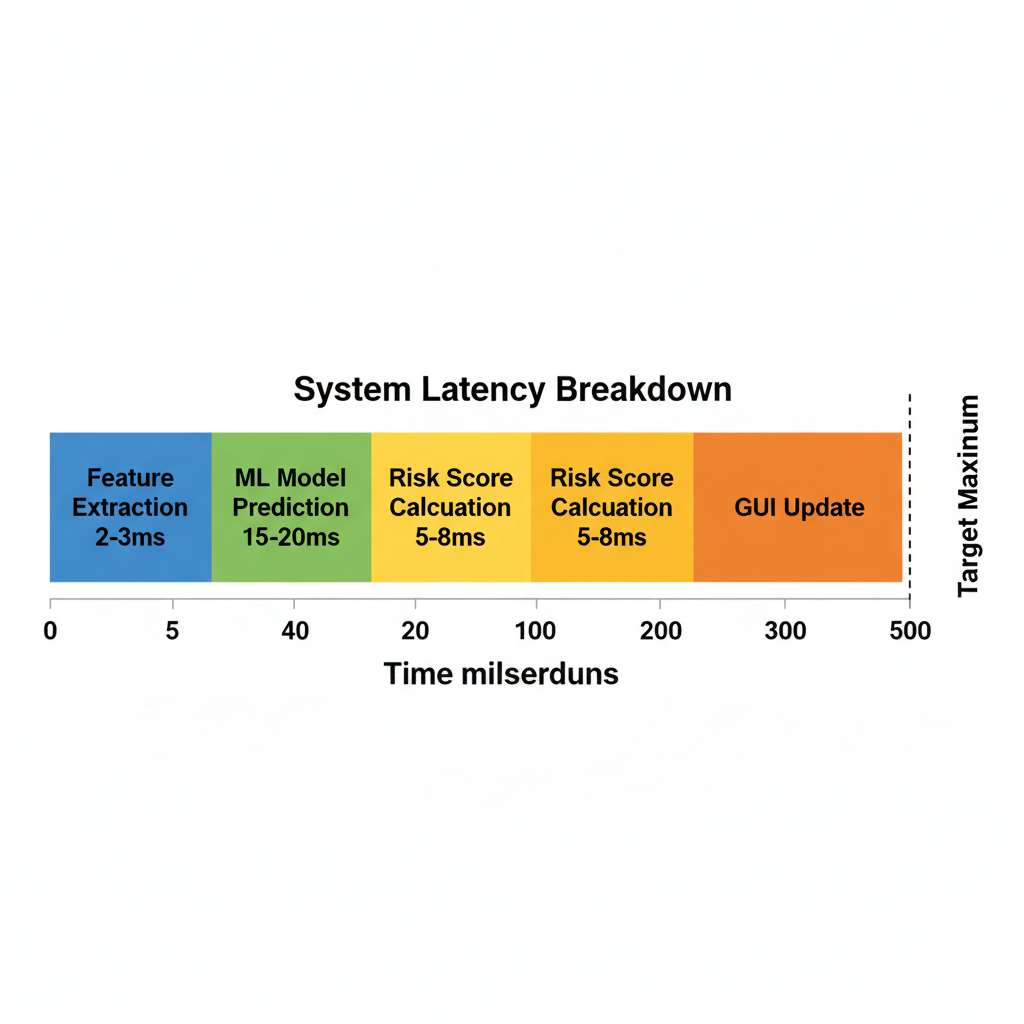 System Latency Breakdown
Feature
Extraction
2-3ms
ML Model
Prediction
15-20ms
Risk Score
Calcuation
5-8ms
Risk Score
Calcuation
5-8ms
GUI Update
Target Maxinum
0 5 40 20 100 200 300 500
Time milserduns